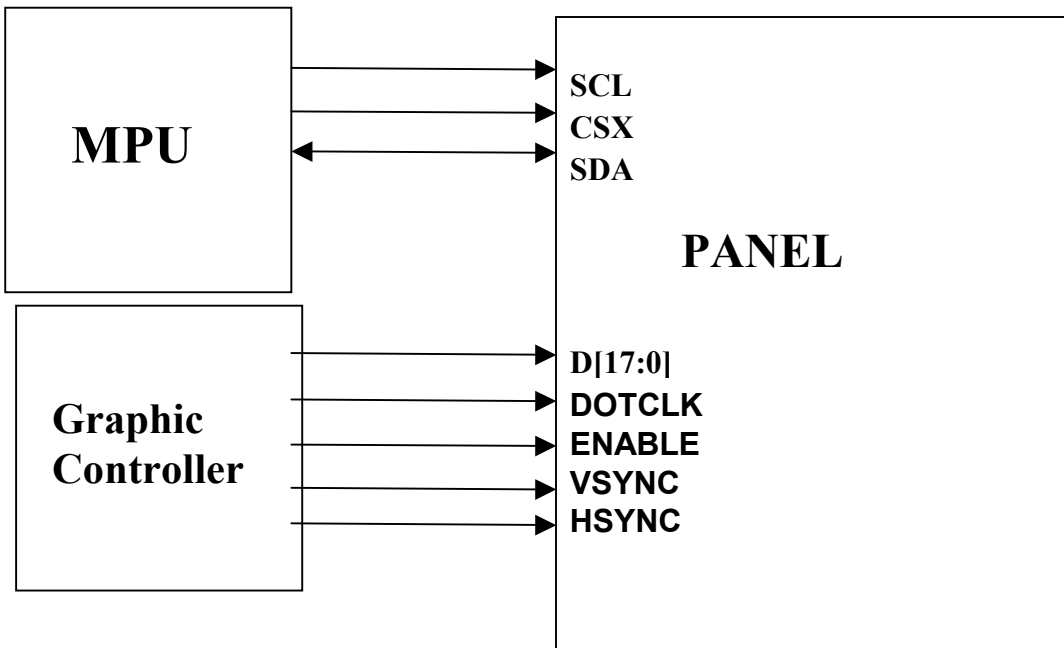 MPU
SCL
CSX
SDA
PANEL
Graphic
Controller
D[17:0]
DOTCLK
ENABLE
VSYNC
HSYNC